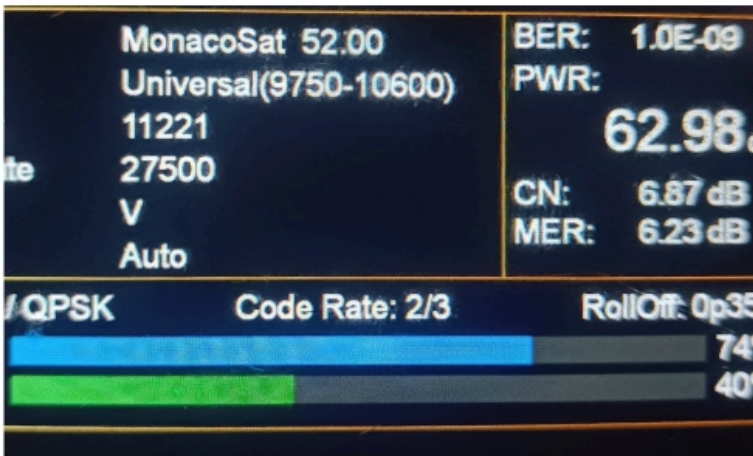 MonacoSat 52.00
Universal(9750-10600)
11221
te 27500
V
Auto
BER: 1.0E-09
PWR:
62.98
CN: 6.87 dB
MER: 6.23 dB
/ QPSK Code Rate: 2/3 RollOff: 0p35
74
40